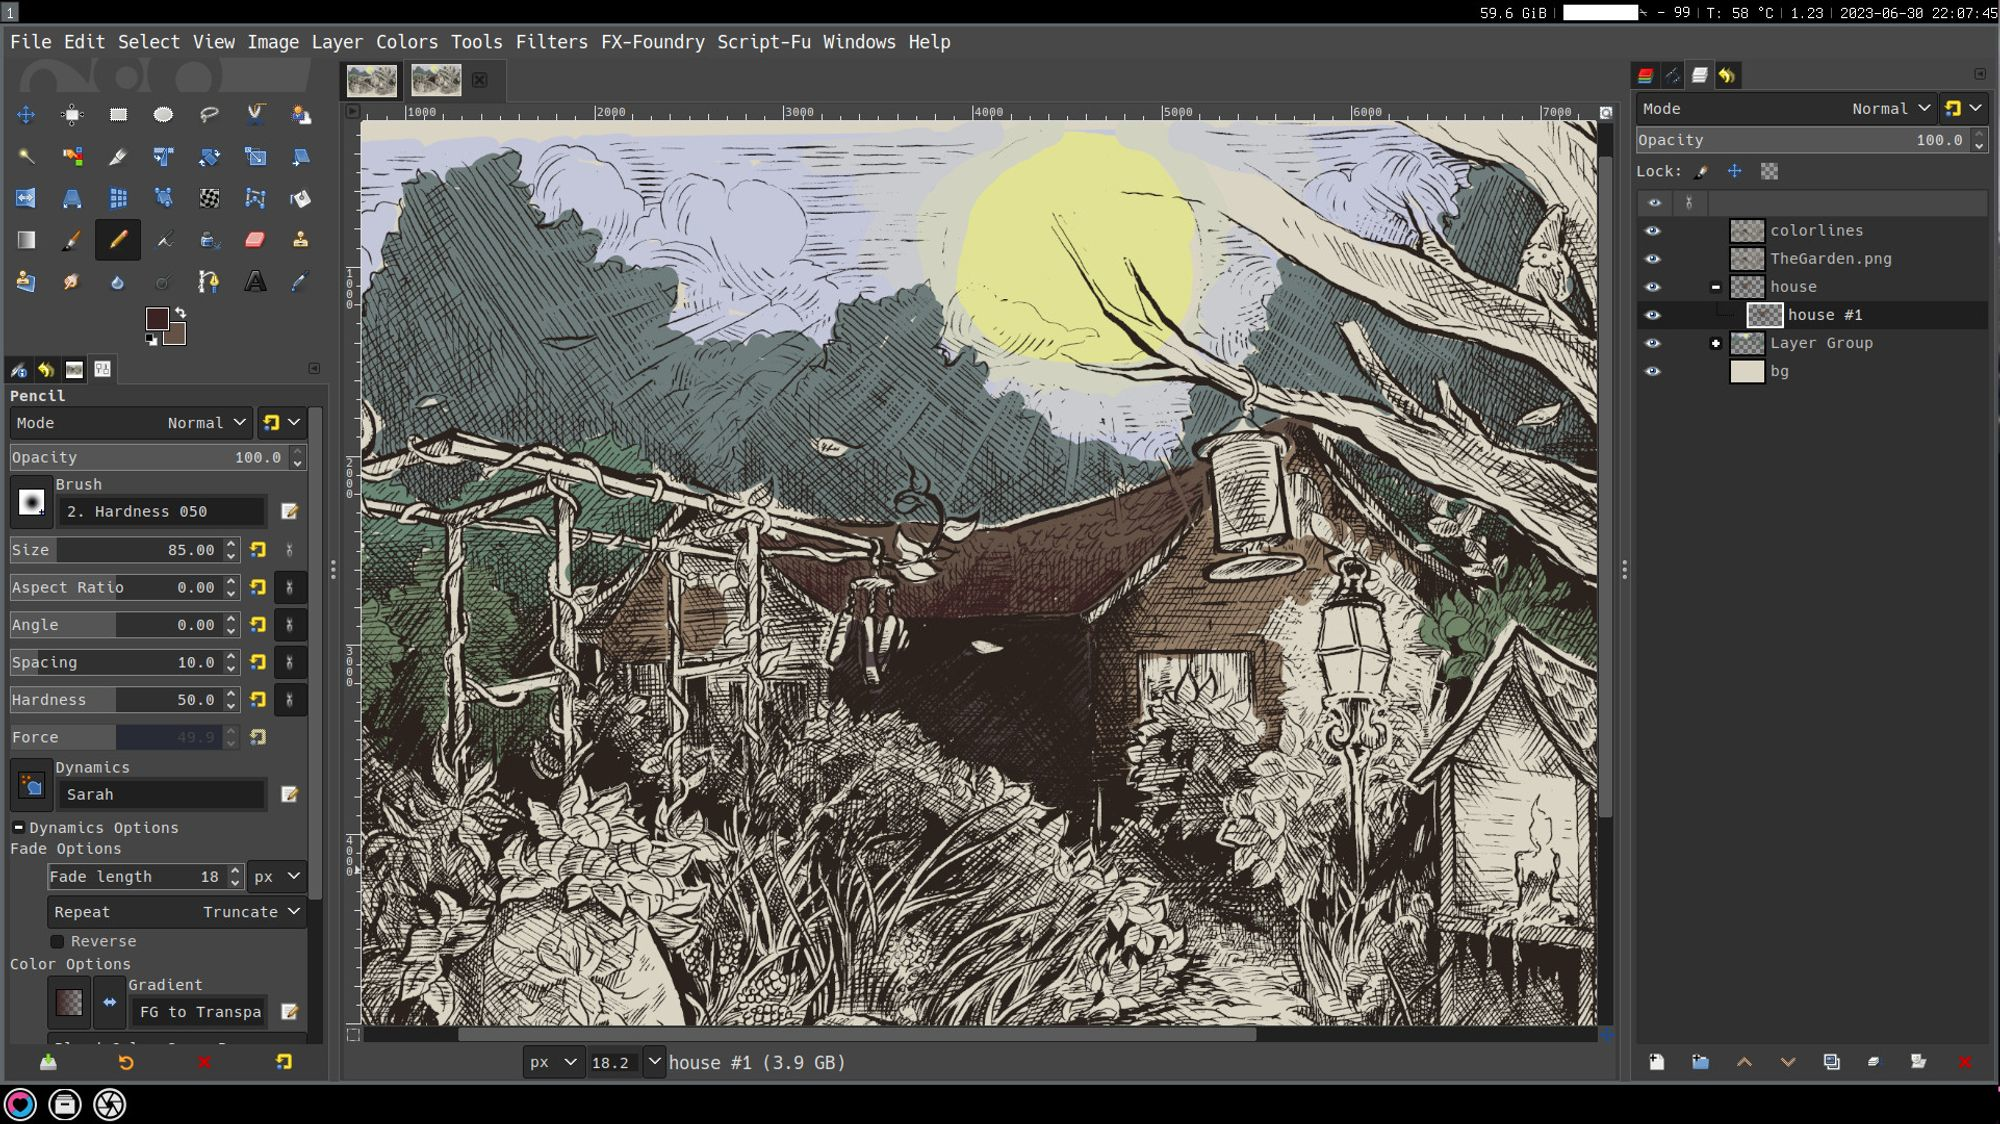 1
59.6 GiB | - 99 | T: 58 °C | 1.23 | 2023-06-30 22:07:45
File Edit Select View Image Layer Colors Tools Filters FX-Foundry Script-Fu Windows Help
1000 2000 3000 4000 5000 6000 7000
1000
2000
3000
4000
Pencil
Mode Normal
Opacity 100.0
Brush
2. Hardness 050
Size 85.00
Aspect Ratio 0.00
Angle 0.00
Spacing 10.0
Hardness 50.0
Force 49.9
Dynamics
Sarah
Dynamics Options
Fade Options
Fade length 18 px
Repeat Truncate
Reverse
Color Options
Gradient
FG to Transpa
px 18.2 house #1 (3.9 GB)
Mode Normal
Opacity 100.0
Lock:
colorlines
TheGarden.png
house
house #1
Layer Group
bg